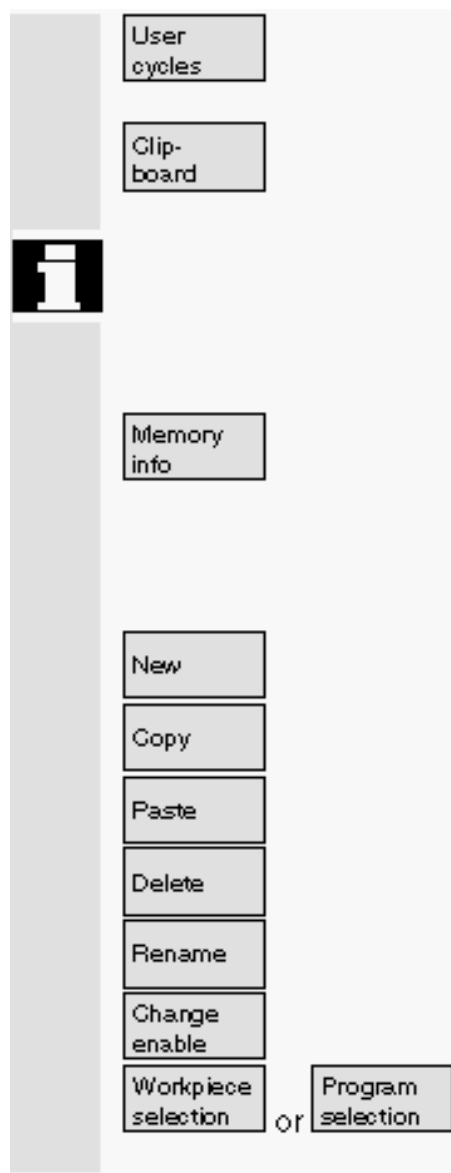 User
cycles
Clip-
board
i
Memory
info
New
Copy
Paste
Delete
Rename
Change
enable
Workpiece
selection
or
Program
selection